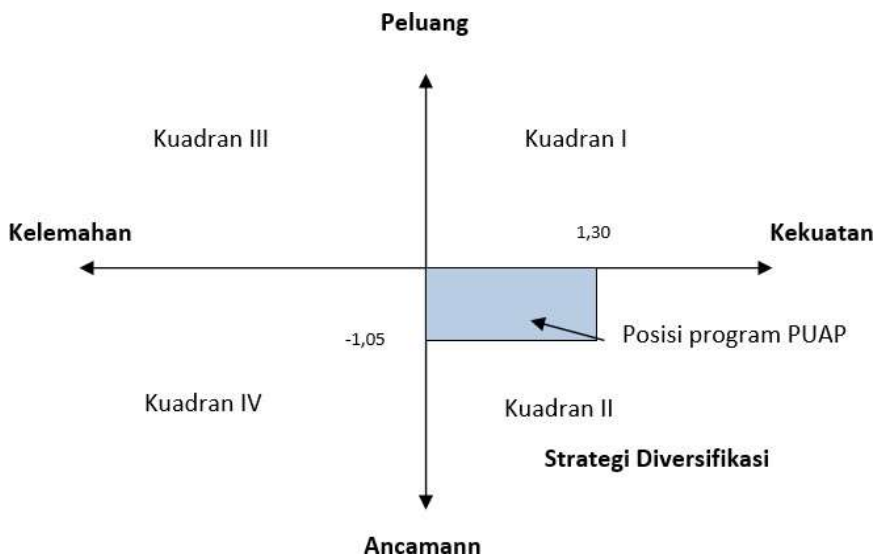 Peluang
Kuadran III
Kuadran I
Kelemahan
1,30
Kekuatan
-1,05
Posisi program PUAP
Kuadran IV
Kuadran II
Strategi Diversifikasi
Ancamann